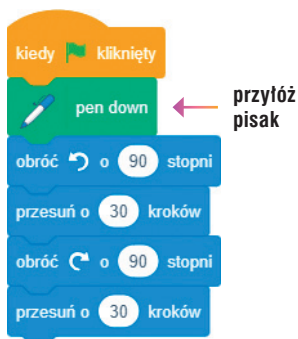 kiedy kliknięty
pen down
przyłóż
pisak
obróć o 90 stopni
przesuń o 30 kroków
obróć o 90 stopni
przesuń o 30 kroków